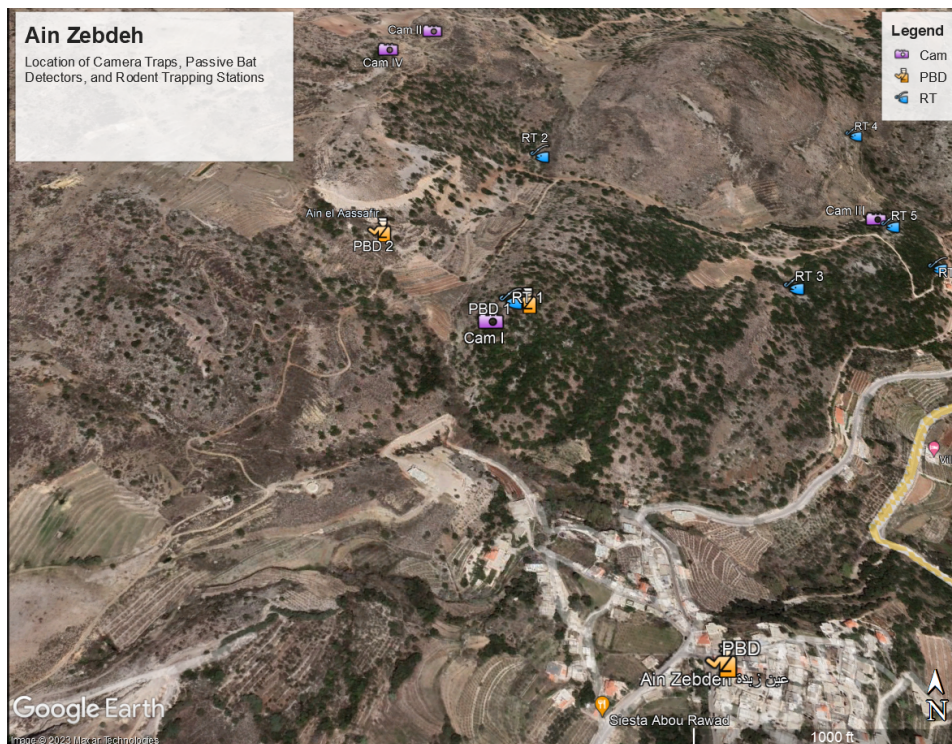 Ain Zebdeh
Location of Camera Traps, Passive Bat
Detectors, and Rodent Trapping Stations
Legend
Cam
PBD
RT
Cam II
Cam IV
RT 2
RT 4
Ain el Aassafir
PBD 2
Cam III
RT 5
RT 3
RT 1
PBD 1
Cam I
PBD
Ain Zebdeh عين زبدة
Siesta Abou Rawad
1000 ft
N
Google Earth
Image © 2023 Maxar Technologies